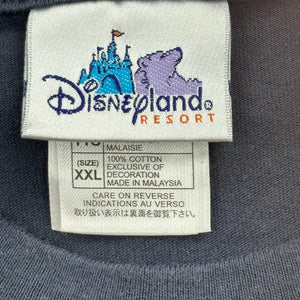 Disneyland®
RESORT
MALAISIE
(SIZE)
XXL
100% COTTON
EXCLUSIVE OF
DECORATION
MADE IN MALAYSIA
CARE ON REVERSE
INDICATIONS AU VERSO
取り扱い表示は裏面を御覧下さい。